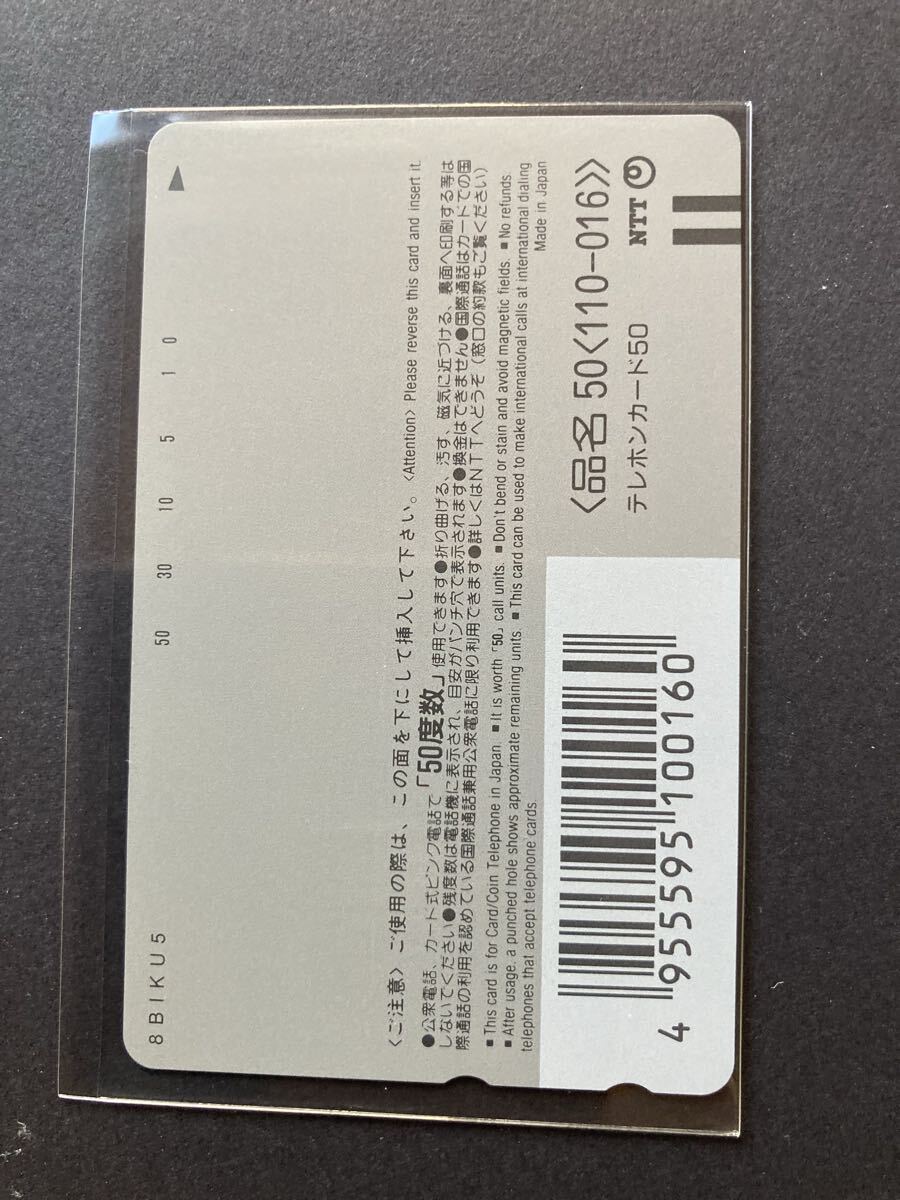 8BIKU5
50 30 10 5 1 0
〈ご注意〉ご使用の際は、この面を下にして挿入して下さい。〈Attention〉Please reverse this card and insert it.
●公衆電話、カード式ピンク電話で「50度数」使用できます●折り曲げる、汚す、磁気に近づける、裏面へ印刷する等は
しないでください●残度数は電話機に表示され、目安がパンチ穴で表示されます●換金はできません●国際通話はカードでの国
際通話の利用を認めている国際通話兼用公衆電話に限り利用できます●詳しくはNTTへどうぞ(窓口の約款もご覧ください)
■This card is for Card/Coin Telephone in Japan. ■It is worth「50」call units. ■Don't bend or stain and avoid magnetic fields. ■No refunds.
■After usage. a punched hole shows approximate remaining units. ■This card can be used to make international calls at international dialing
telephones that accept telephone cards.
Made in Japan
〈品名 50〈110-016〉〉
テレホンカード50
NTT
4 955595 100160